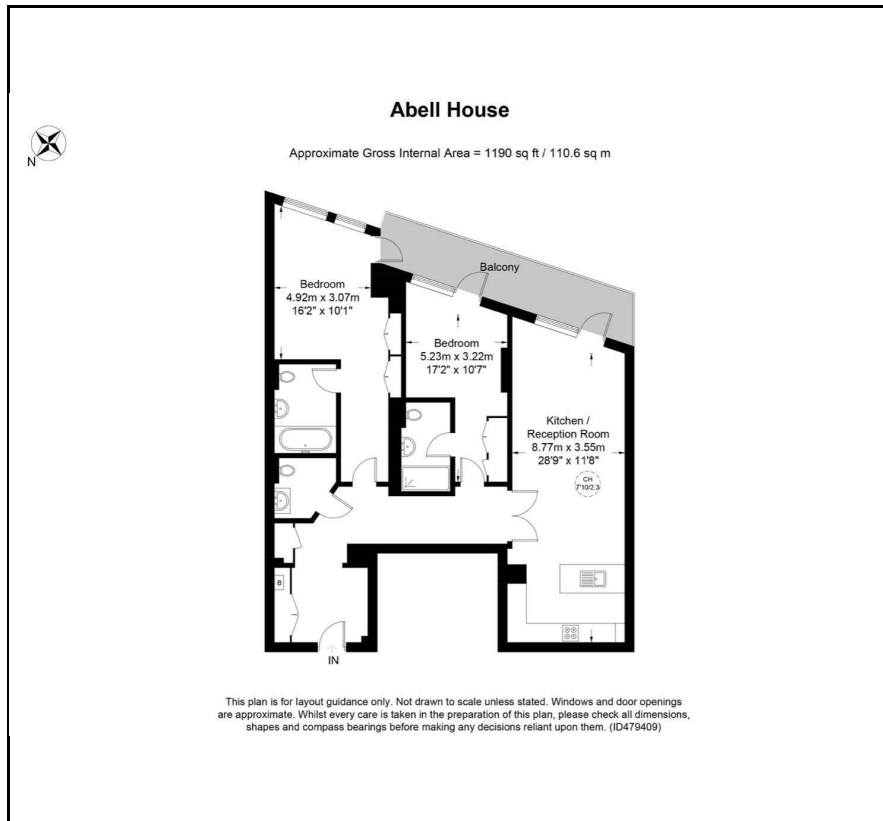 Abell House
N
Approximate Gross Internal Area = 1190 sq ft / 110.6 sq m
Balcony
Bedroom
4.92m x 3.07m
16'2" x 10'1"
Bedroom
5.23m x 3.22m
17'2" x 10'7"
Kitchen /
Reception Room
8.77m x 3.55m
28'9" x 11'8"
CH
7'10/2.3
B
IN
This plan is for layout guidance only. Not drawn to scale unless stated. Windows and door openings
are approximate. Whilst every care is taken in the preparation of this plan, please check all dimensions,
shapes and compass bearings before making any decisions reliant upon them. (ID479409)